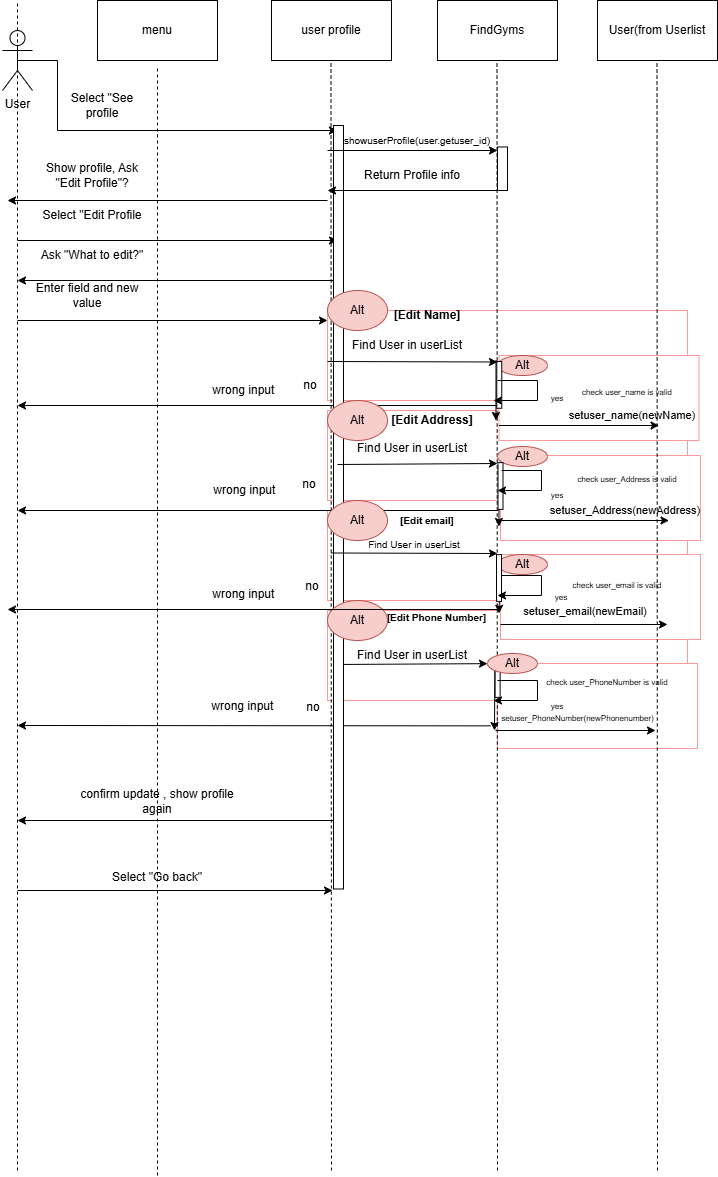 menu
user profile
FindGyms
User(from Userlist
User
Select "See
profile
showuserProfile(user.getuser_id)
Show profile, Ask
"Edit Profile"?
Return Profile info
Select "Edit Profile
Ask "What to edit?"
Enter field and new
value
Alt
[Edit Name]
Find User in userList
Alt
no
wrong input
check user_name is valid
yes
setuser_name(newName)
Alt
[Edit Address]
Find User in userList
Alt
no
wrong input
check user_Address is valid
yes
setuser_Address(newAddress)
Alt
[Edit email]
Find User in userList
Alt
no
wrong input
check user_email is valid
yes
setuser_email(newEmail)
Alt
[Edit Phone Number]
Find User in userList
Alt
no
wrong input
check user_PhoneNumber is valid
yes
setuser_PhoneNumber(newPhonenumber)
confirm update , show profile
again
Select "Go back"